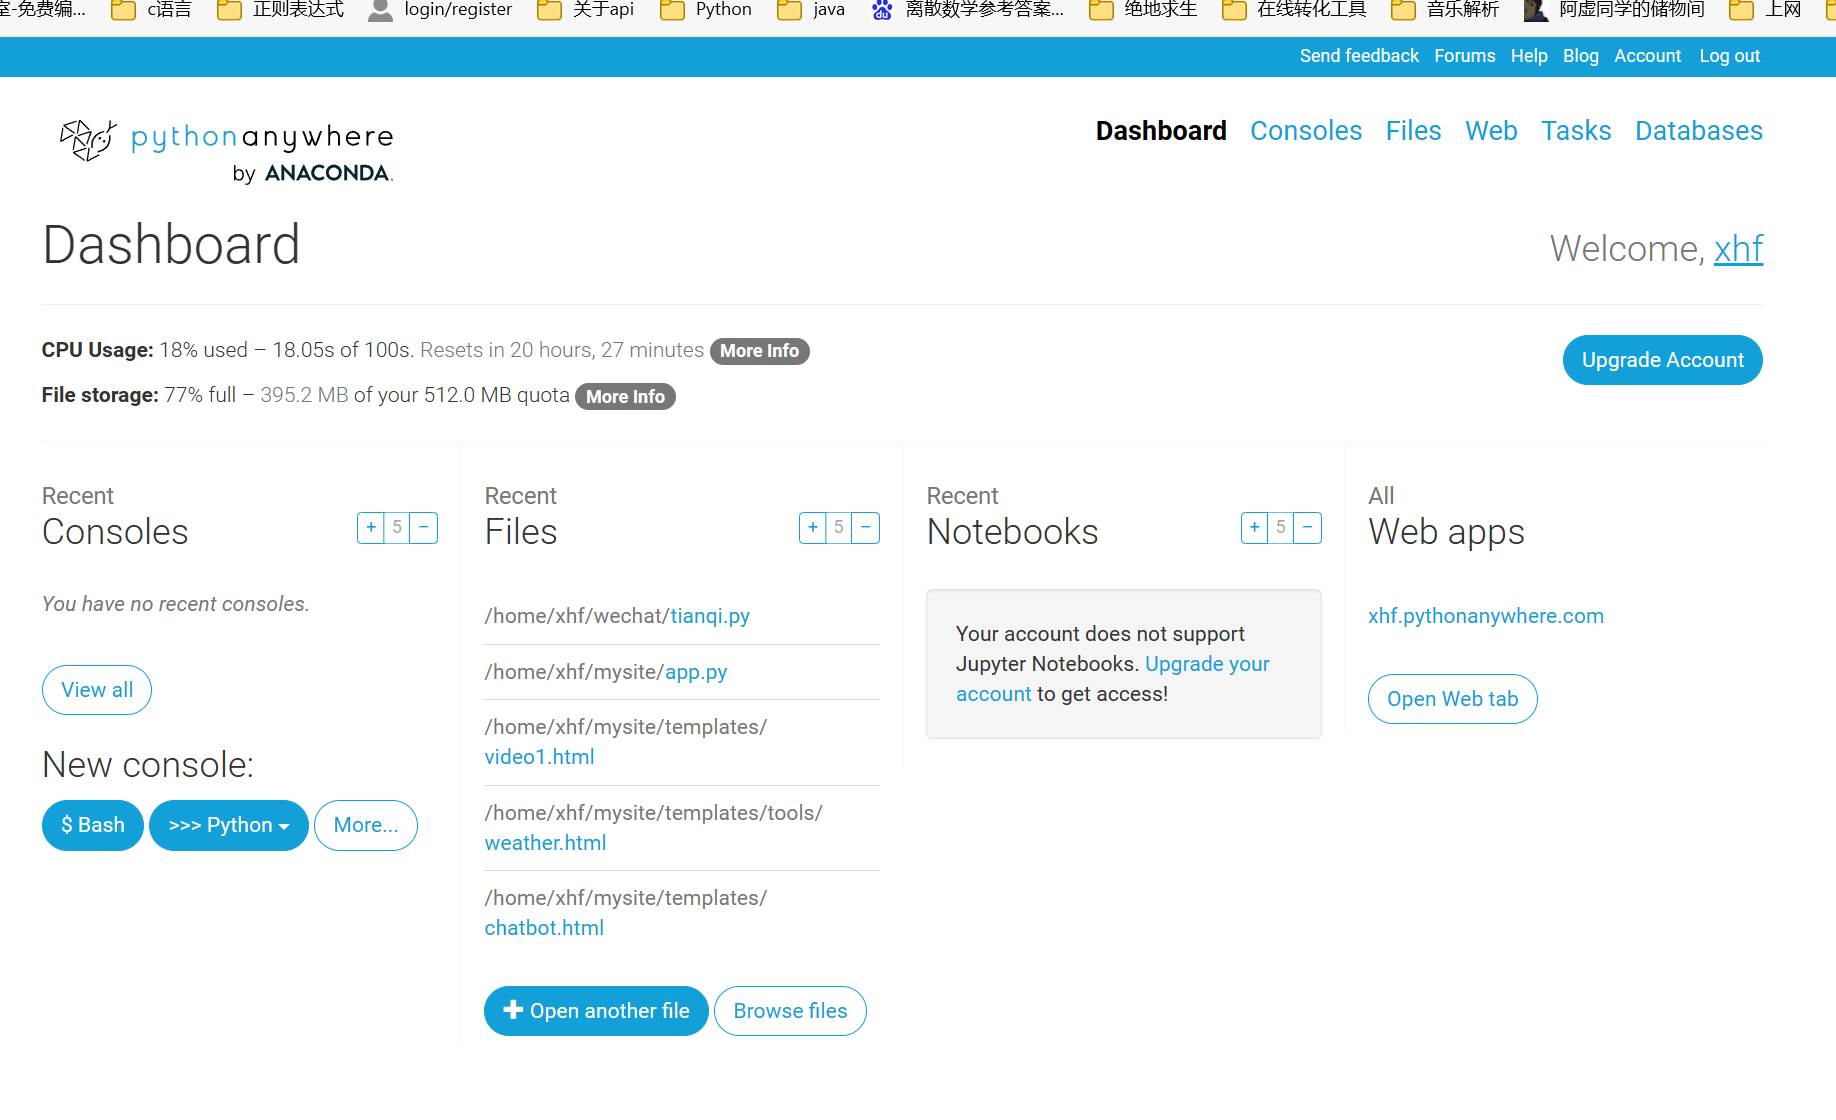 室-免费编... c语言 正则表达式 login/register 关于api Python java 离散数学参考答案... 绝地求生 在线转化工具 音乐解析 阿虚同学的储物间 上网
Send feedback Forums Help Blog Account Log out
pythonanywhere
by ANACONDA.
Dashboard Consoles Files Web Tasks Databases
Dashboard
Welcome, xhf
CPU Usage: 18% used – 18.05s of 100s. Resets in 20 hours, 27 minutes More Info
Upgrade Account
File storage: 77% full – 395.2 MB of your 512.0 MB quota More Info
Recent
Consoles
+ 5 −
You have no recent consoles.
View all
New console:
$ Bash >>> Python More...
Recent
Files
+ 5 −
/home/xhf/wechat/tianqi.py
/home/xhf/mysite/app.py
/home/xhf/mysite/templates/
video1.html
/home/xhf/mysite/templates/tools/
weather.html
/home/xhf/mysite/templates/
chatbot.html
Open another file Browse files
Recent
Notebooks
+ 5 −
Your account does not support
Jupyter Notebooks. Upgrade your
account to get access!
All
Web apps
xhf.pythonanywhere.com
Open Web tab